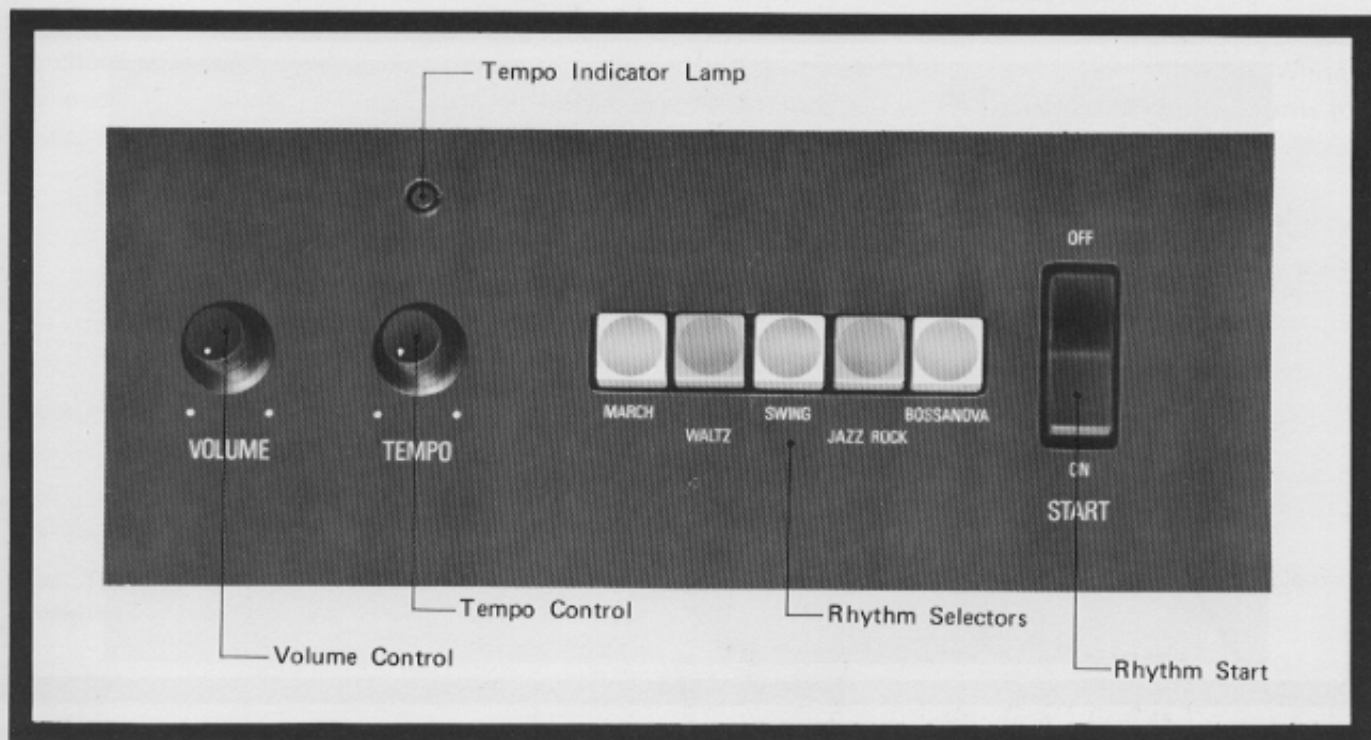 Tempo Indicator Lamp
OFF
MARCH
SWING
BOSSANOVA
WALTZ
JAZZ ROCK
VOLUME
TEMPO
ON
START
Tempo Control
Rhythm Selectors
Volume Control
Rhythm Start